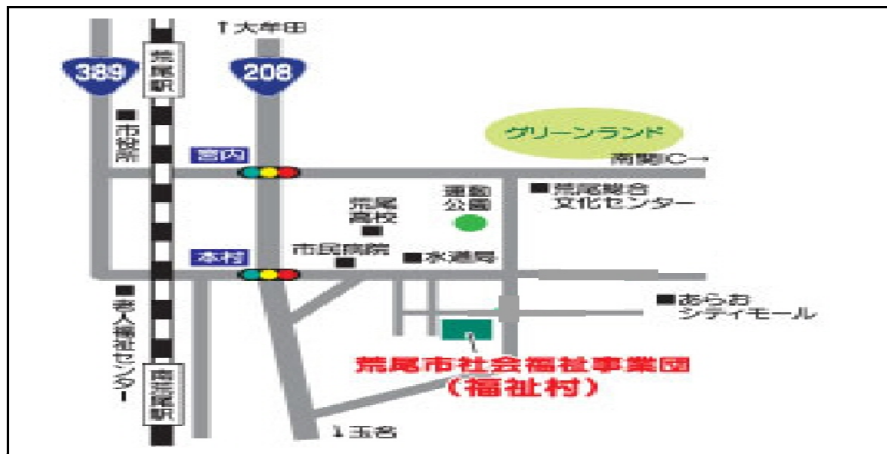 ↑大牟田
389
荒尾駅
208
グリーンランド
市役所
宮内
南関IC→
荒尾総合
文化センター
荒尾
高校
運動
公園
本村
市民病院
水道局
老人福祉センター
あらお
シティモール
荒尾市社会福祉事業団
(福祉村)
南荒尾駅
↓玉名